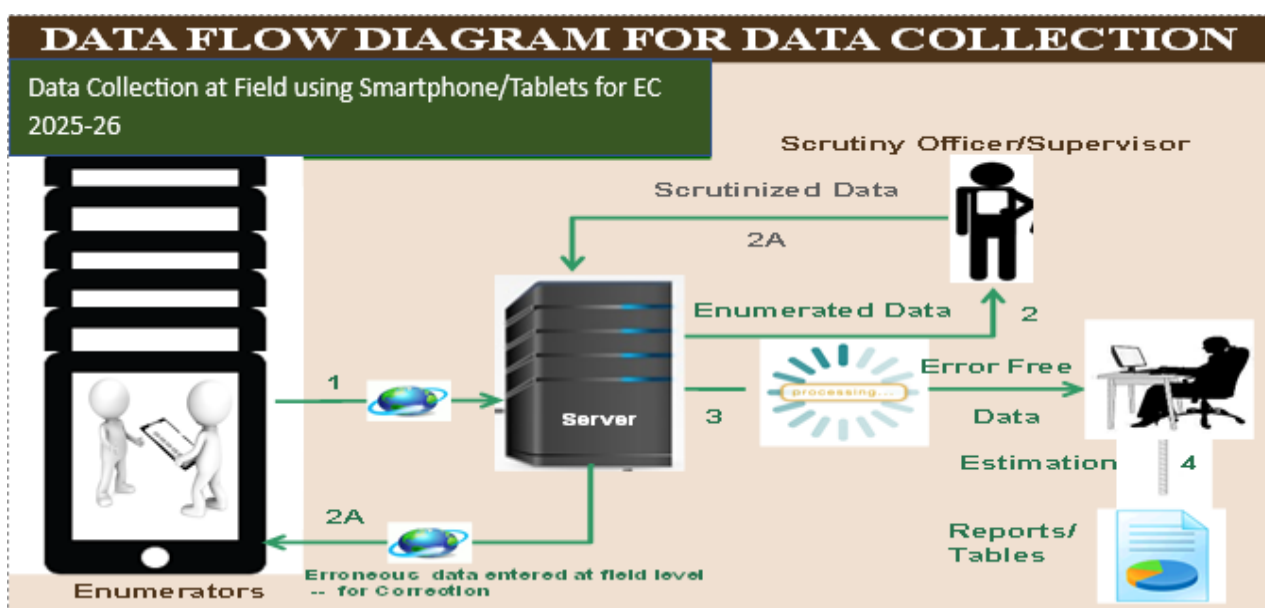 DATA FLOW DIAGRAM FOR DATA COLLECTION
Data Collection at Field using Smartphone/Tablets for EC
2025-26
Scrutiny Officer/Supervisor
Scrutinized Data
2A
Enumerated Data
2
1
Server
3
processing...
Error Free
Data
Estimation
4
2A
Reports/
Tables
Erroneous data entered at field level
-- for Correction
Enumerators